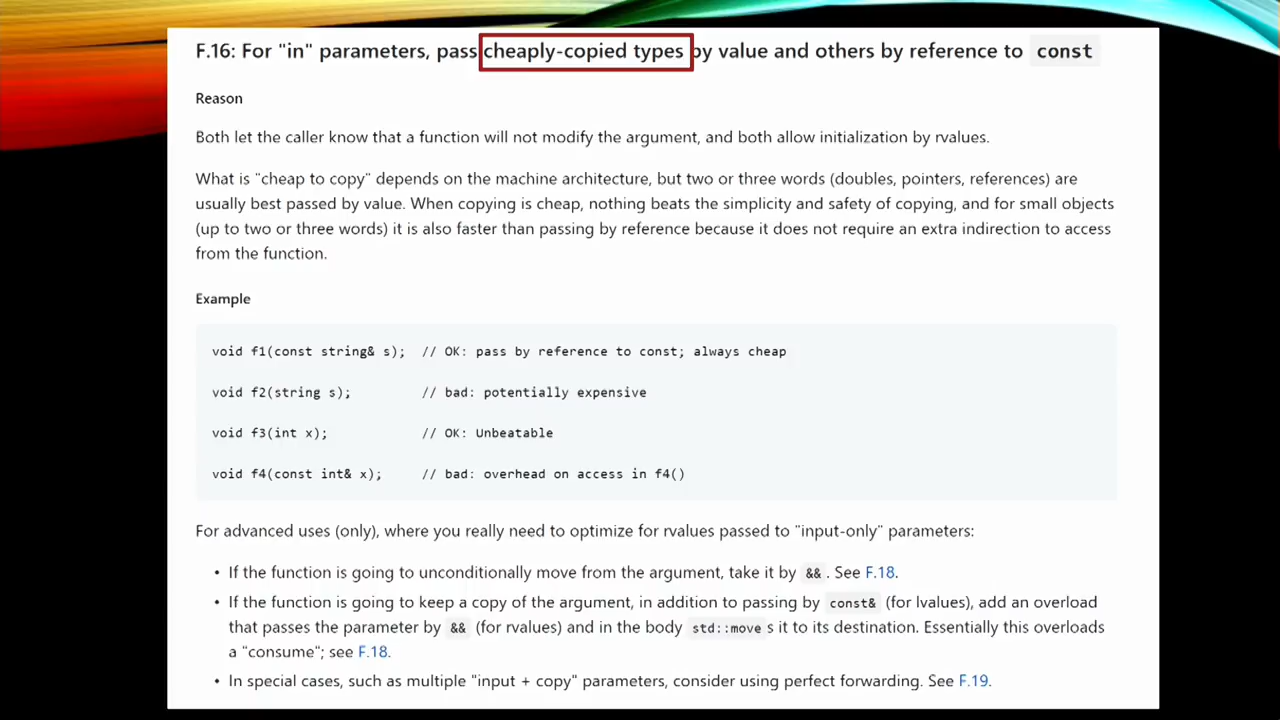 F.16: For "in" parameters, pass cheaply-copied types by value and others by reference to const
Reason
Both let the caller know that a function will not modify the argument, and both allow initialization by rvalues.
What is "cheap to copy" depends on the machine architecture, but two or three words (doubles, pointers, references) are
usually best passed by value. When copying is cheap, nothing beats the simplicity and safety of copying, and for small objects
(up to two or three words) it is also faster than passing by reference because it does not require an extra indirection to access
from the function.
Example
void f1(const string& s);  // OK: pass by reference to const; always cheap
void f2(string s);         // bad: potentially expensive
void f3(int x);            // OK: Unbeatable
void f4(const int& x);     // bad: overhead on access in f4()
For advanced uses (only), where you really need to optimize for rvalues passed to "input-only" parameters:
• If the function is going to unconditionally move from the argument, take it by && . See F.18.
• If the function is going to keep a copy of the argument, in addition to passing by const& (for lvalues), add an overload
that passes the parameter by && (for rvalues) and in the body std::move s it to its destination. Essentially this overloads
a "consume"; see F.18.
• In special cases, such as multiple "input + copy" parameters, consider using perfect forwarding. See F.19.